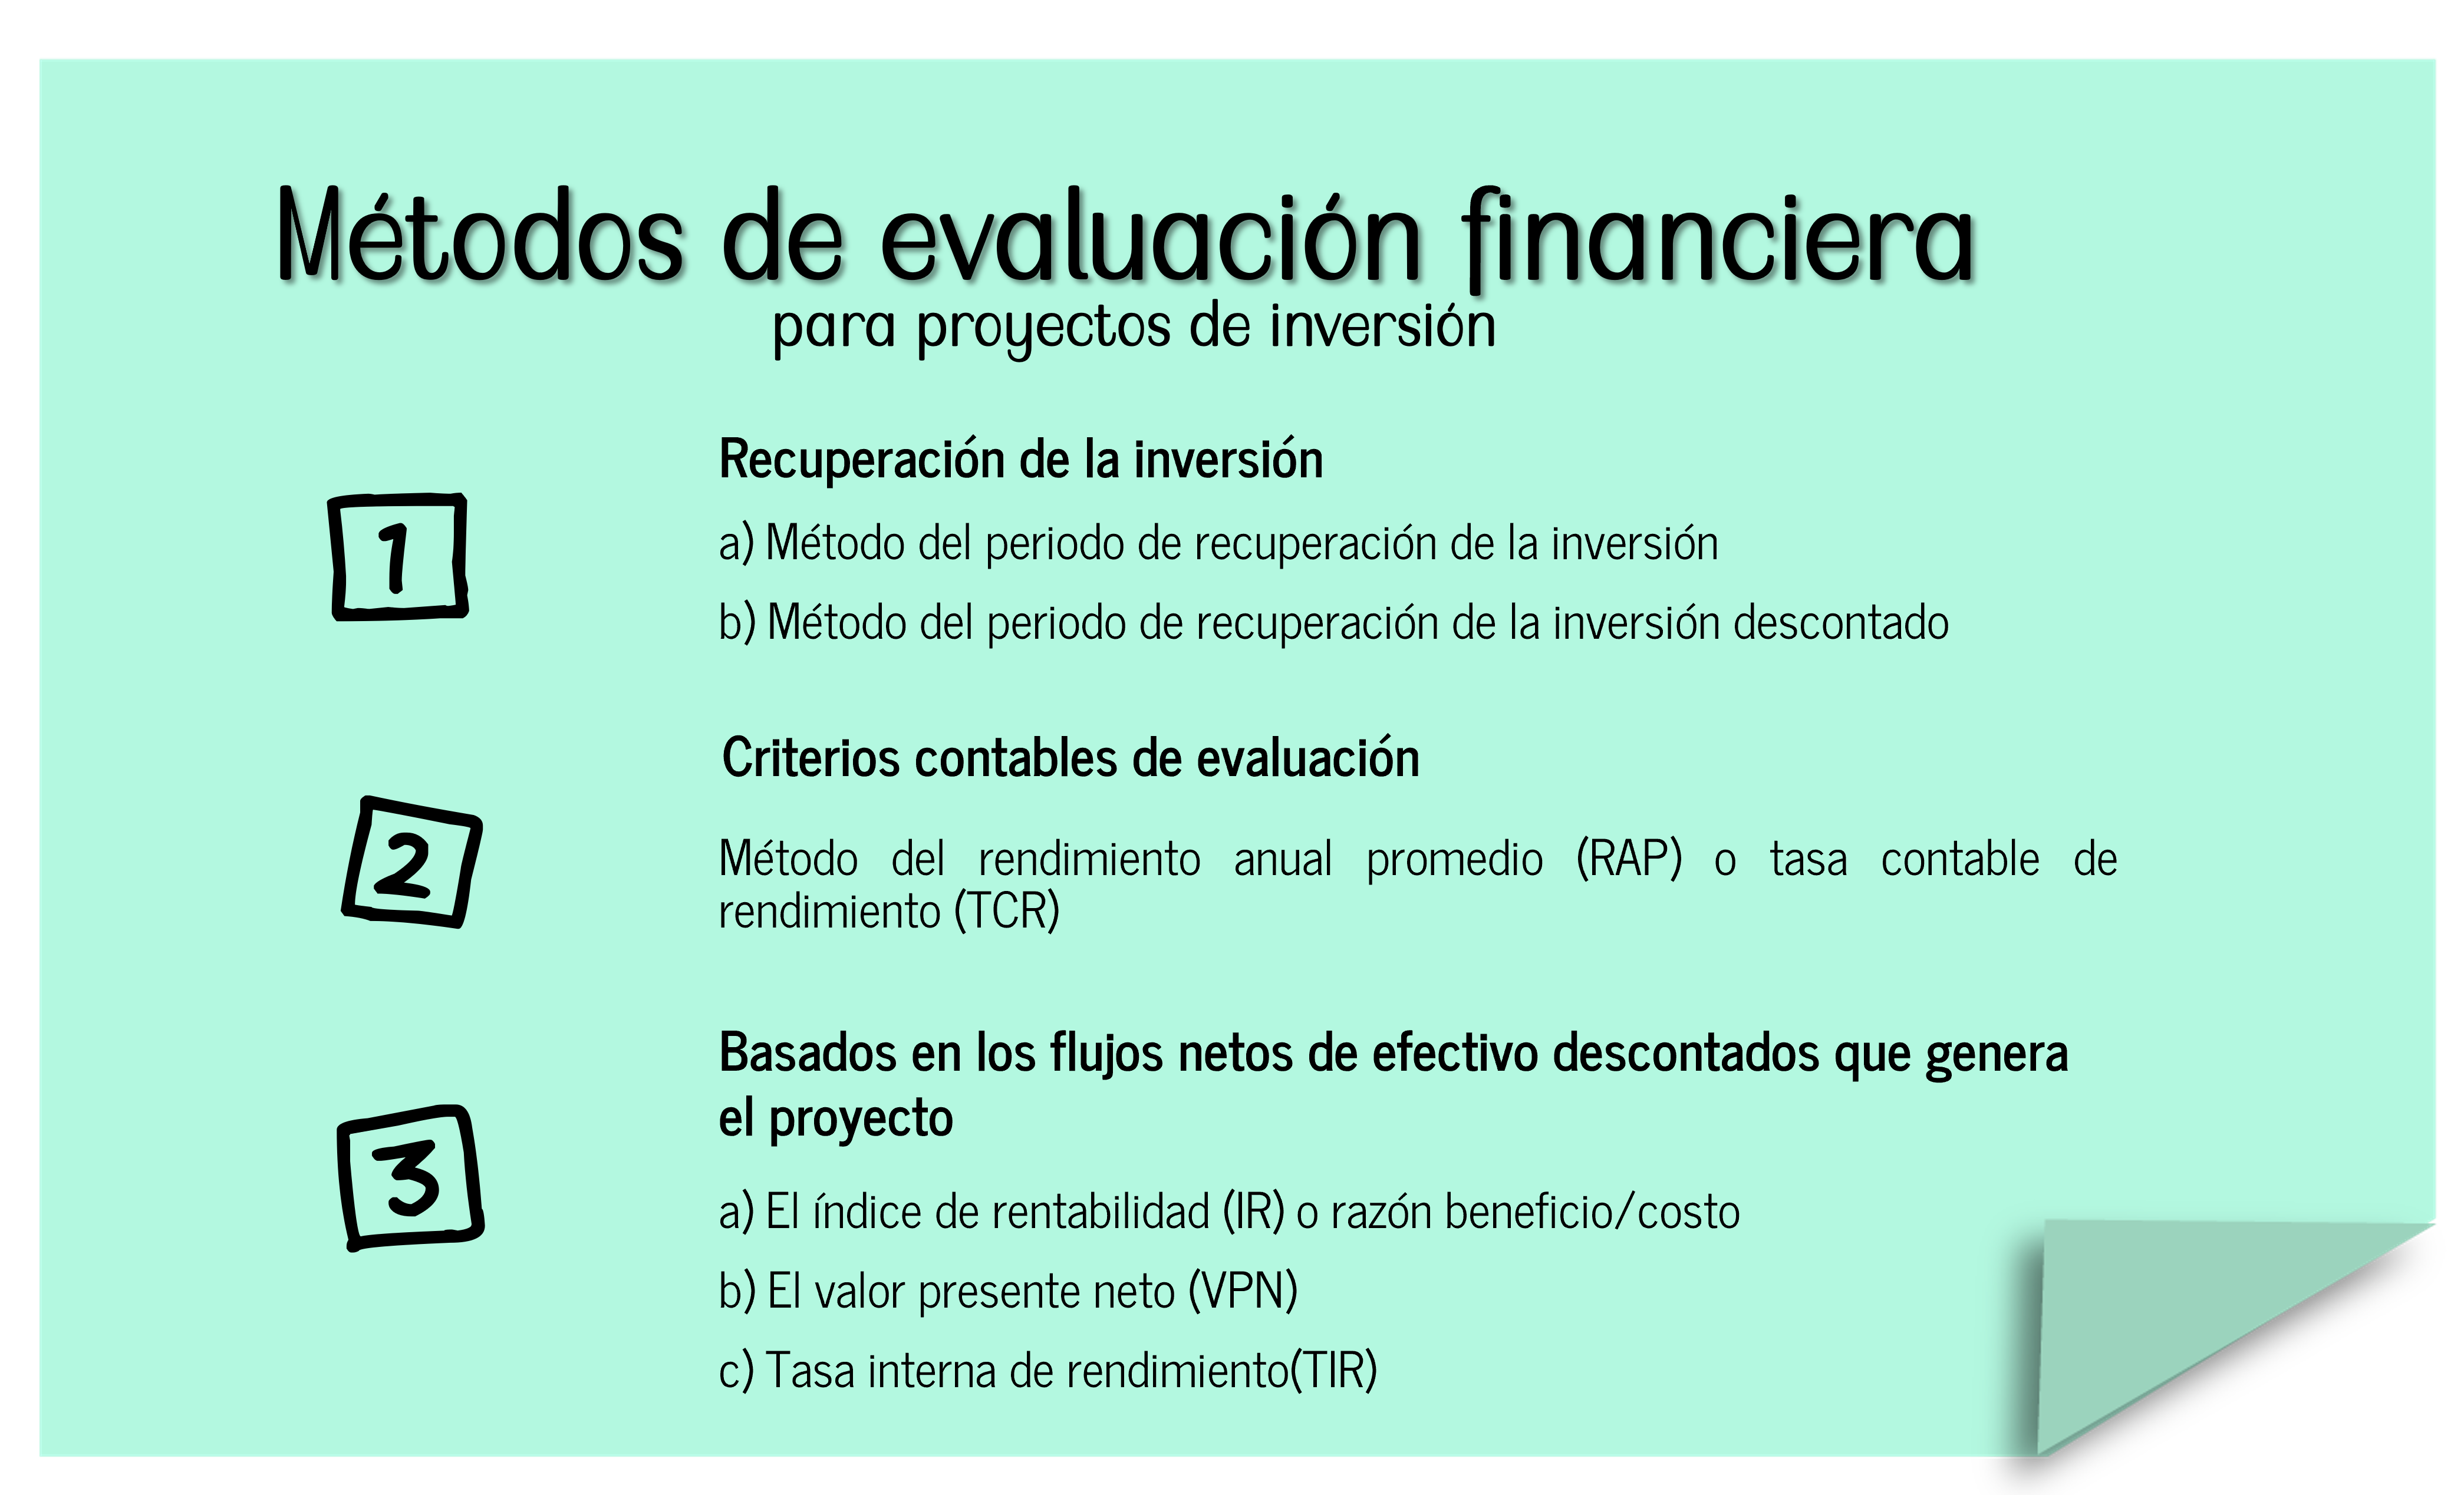 Métodos de evaluación financiera
para proyectos de inversión
1
Recuperación de la inversión
a) Método del periodo de recuperación de la inversión
b) Método del periodo de recuperación de la inversión descontado
2
Criterios contables de evaluación
Método del rendimiento anual promedio (RAP) o tasa contable de
rendimiento (TCR)
3
Basados en los flujos netos de efectivo descontados que genera
el proyecto
a) El índice de rentabilidad (IR) o razón beneficio/costo
b) El valor presente neto (VPN)
c) Tasa interna de rendimiento(TIR)